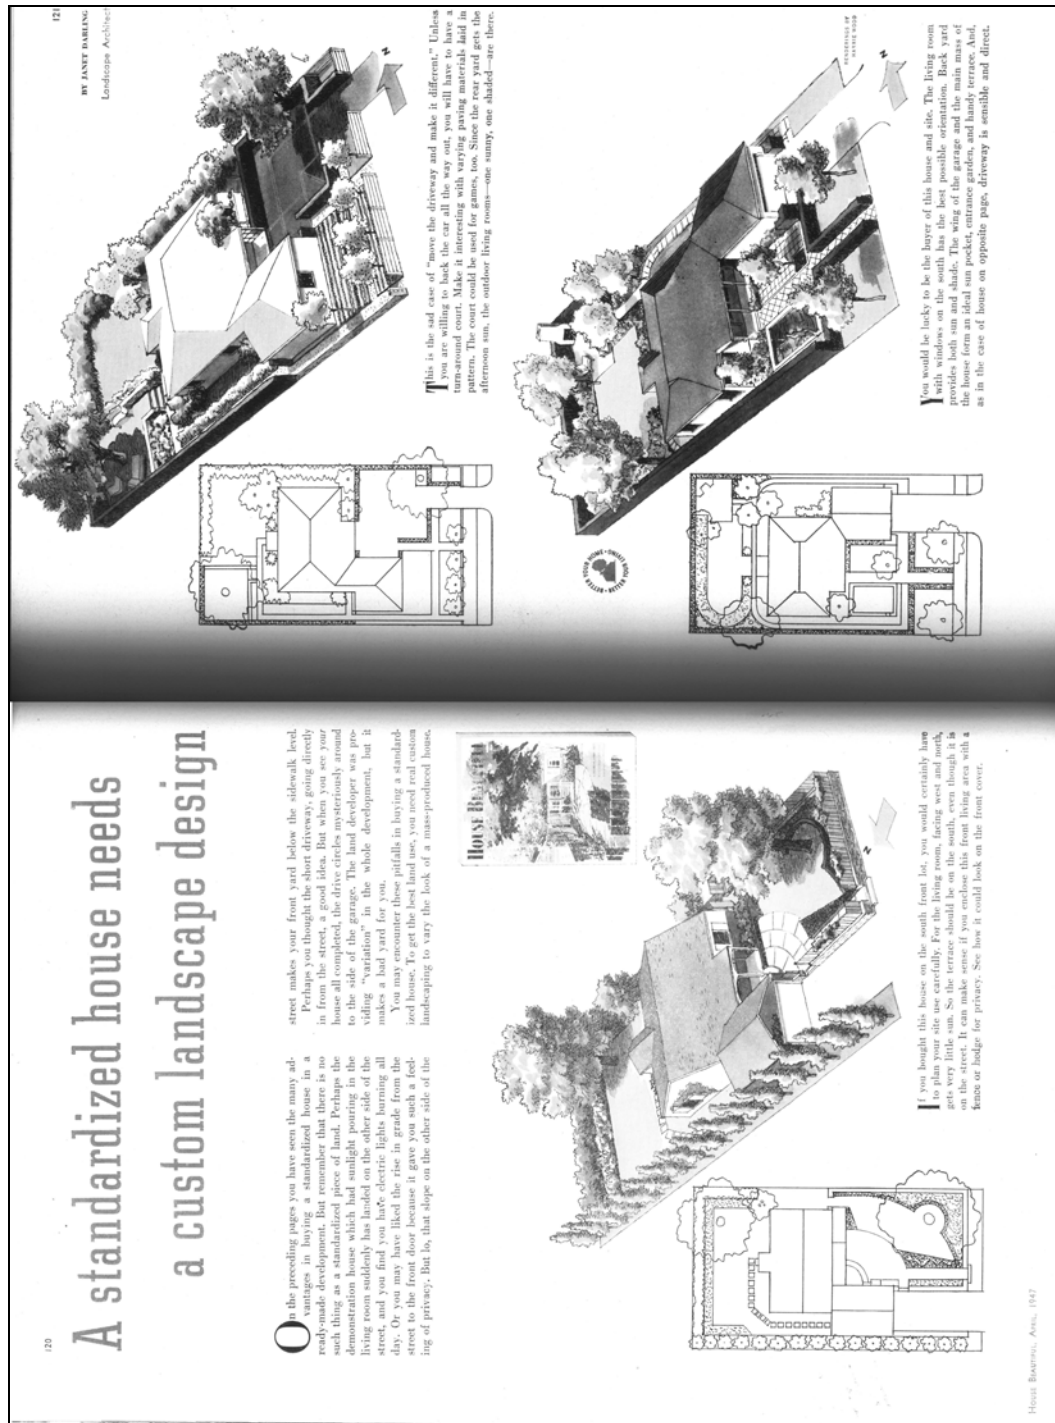 120
A standardized house needs
a custom landscape design
On the preceding pages you have seen the many ad-
vantages in buying a standardized house in a
ready-made development. But remember that there is no
such thing as a standardized piece of land. Perhaps the
demonstration house which had sunlight pouring in the
living room suddenly has landed on the other side of the
street, and you find you have electric lights burning all
day. Or you may have liked the rise in grade from the
street to the front door because it gave you such a feel-
ing of privacy. But lo, that slope on the other side of the
street makes your front yard below the sidewalk level.
Perhaps you thought the short driveway, going directly
in from the street, a good idea. But when you see your
house all completed, the drive circles mysteriously around
to the side of the garage. The land developer was pro-
viding "variation" in the whole development, but it
makes a bad yard for you.
You may encounter these pitfalls in buying a standard-
ized house. To get the best land use, you need real custom
landscaping to vary the look of a mass-produced house.
HOUSE BEAUTIFUL
N
If you bought this house on the south front lot, you would certainly have
to plan your site use carefully. For the living room, facing west and north,
gets very little sun. So the terrace should be on the south, even though it is
on the street. It can make sense if you enclose this front living area with a
fence or hedge for privacy. See how it could look on the front cover.
HOUSE BEAUTIFUL, APRIL, 1947
121
BY JANET DARLING
Landscape Architect
N
This is the sad case of "move the driveway and make it different." Unless
you are willing to back the car all the way out, you will have to have a
turn-around court. Make it interesting with varying paving materials laid in
pattern. The court could be used for games, too. Since the rear yard gets the
afternoon sun, the outdoor living rooms—one sunny, one shaded—are there.
BETTER YOUR HOME • BETTER YOUR LIVING
RENDERINGS BY
N
You would be lucky to be the buyer of this house and site. The living room
with windows on the south has the best possible orientation. Back yard
provides both sun and shade. The wing of the garage and the main mass of
the house form an ideal sun pocket, entrance garden, and handy terrace. And,
as in the case of house on opposite page, driveway is sensible and direct.